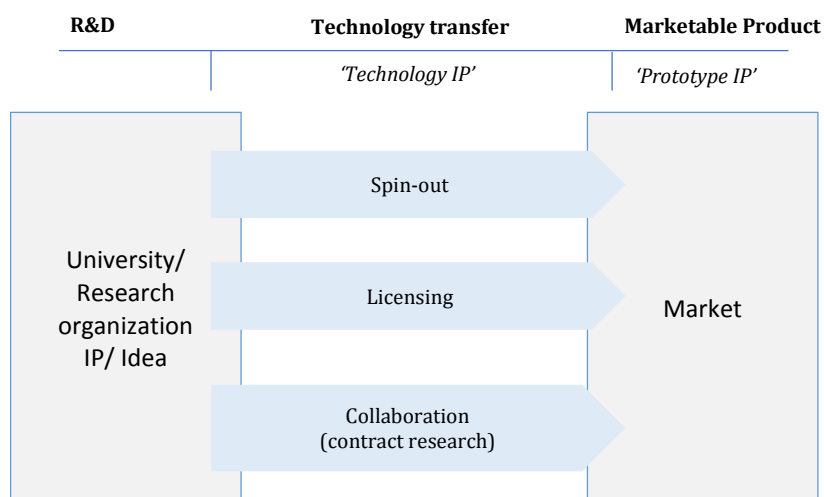 R&D
Technology transfer
Marketable Product
‘Technology IP’
‘Prototype IP’
Spin-out
University/
Research
organization
IP/ Idea
Licensing
Market
Collaboration
(contract research)